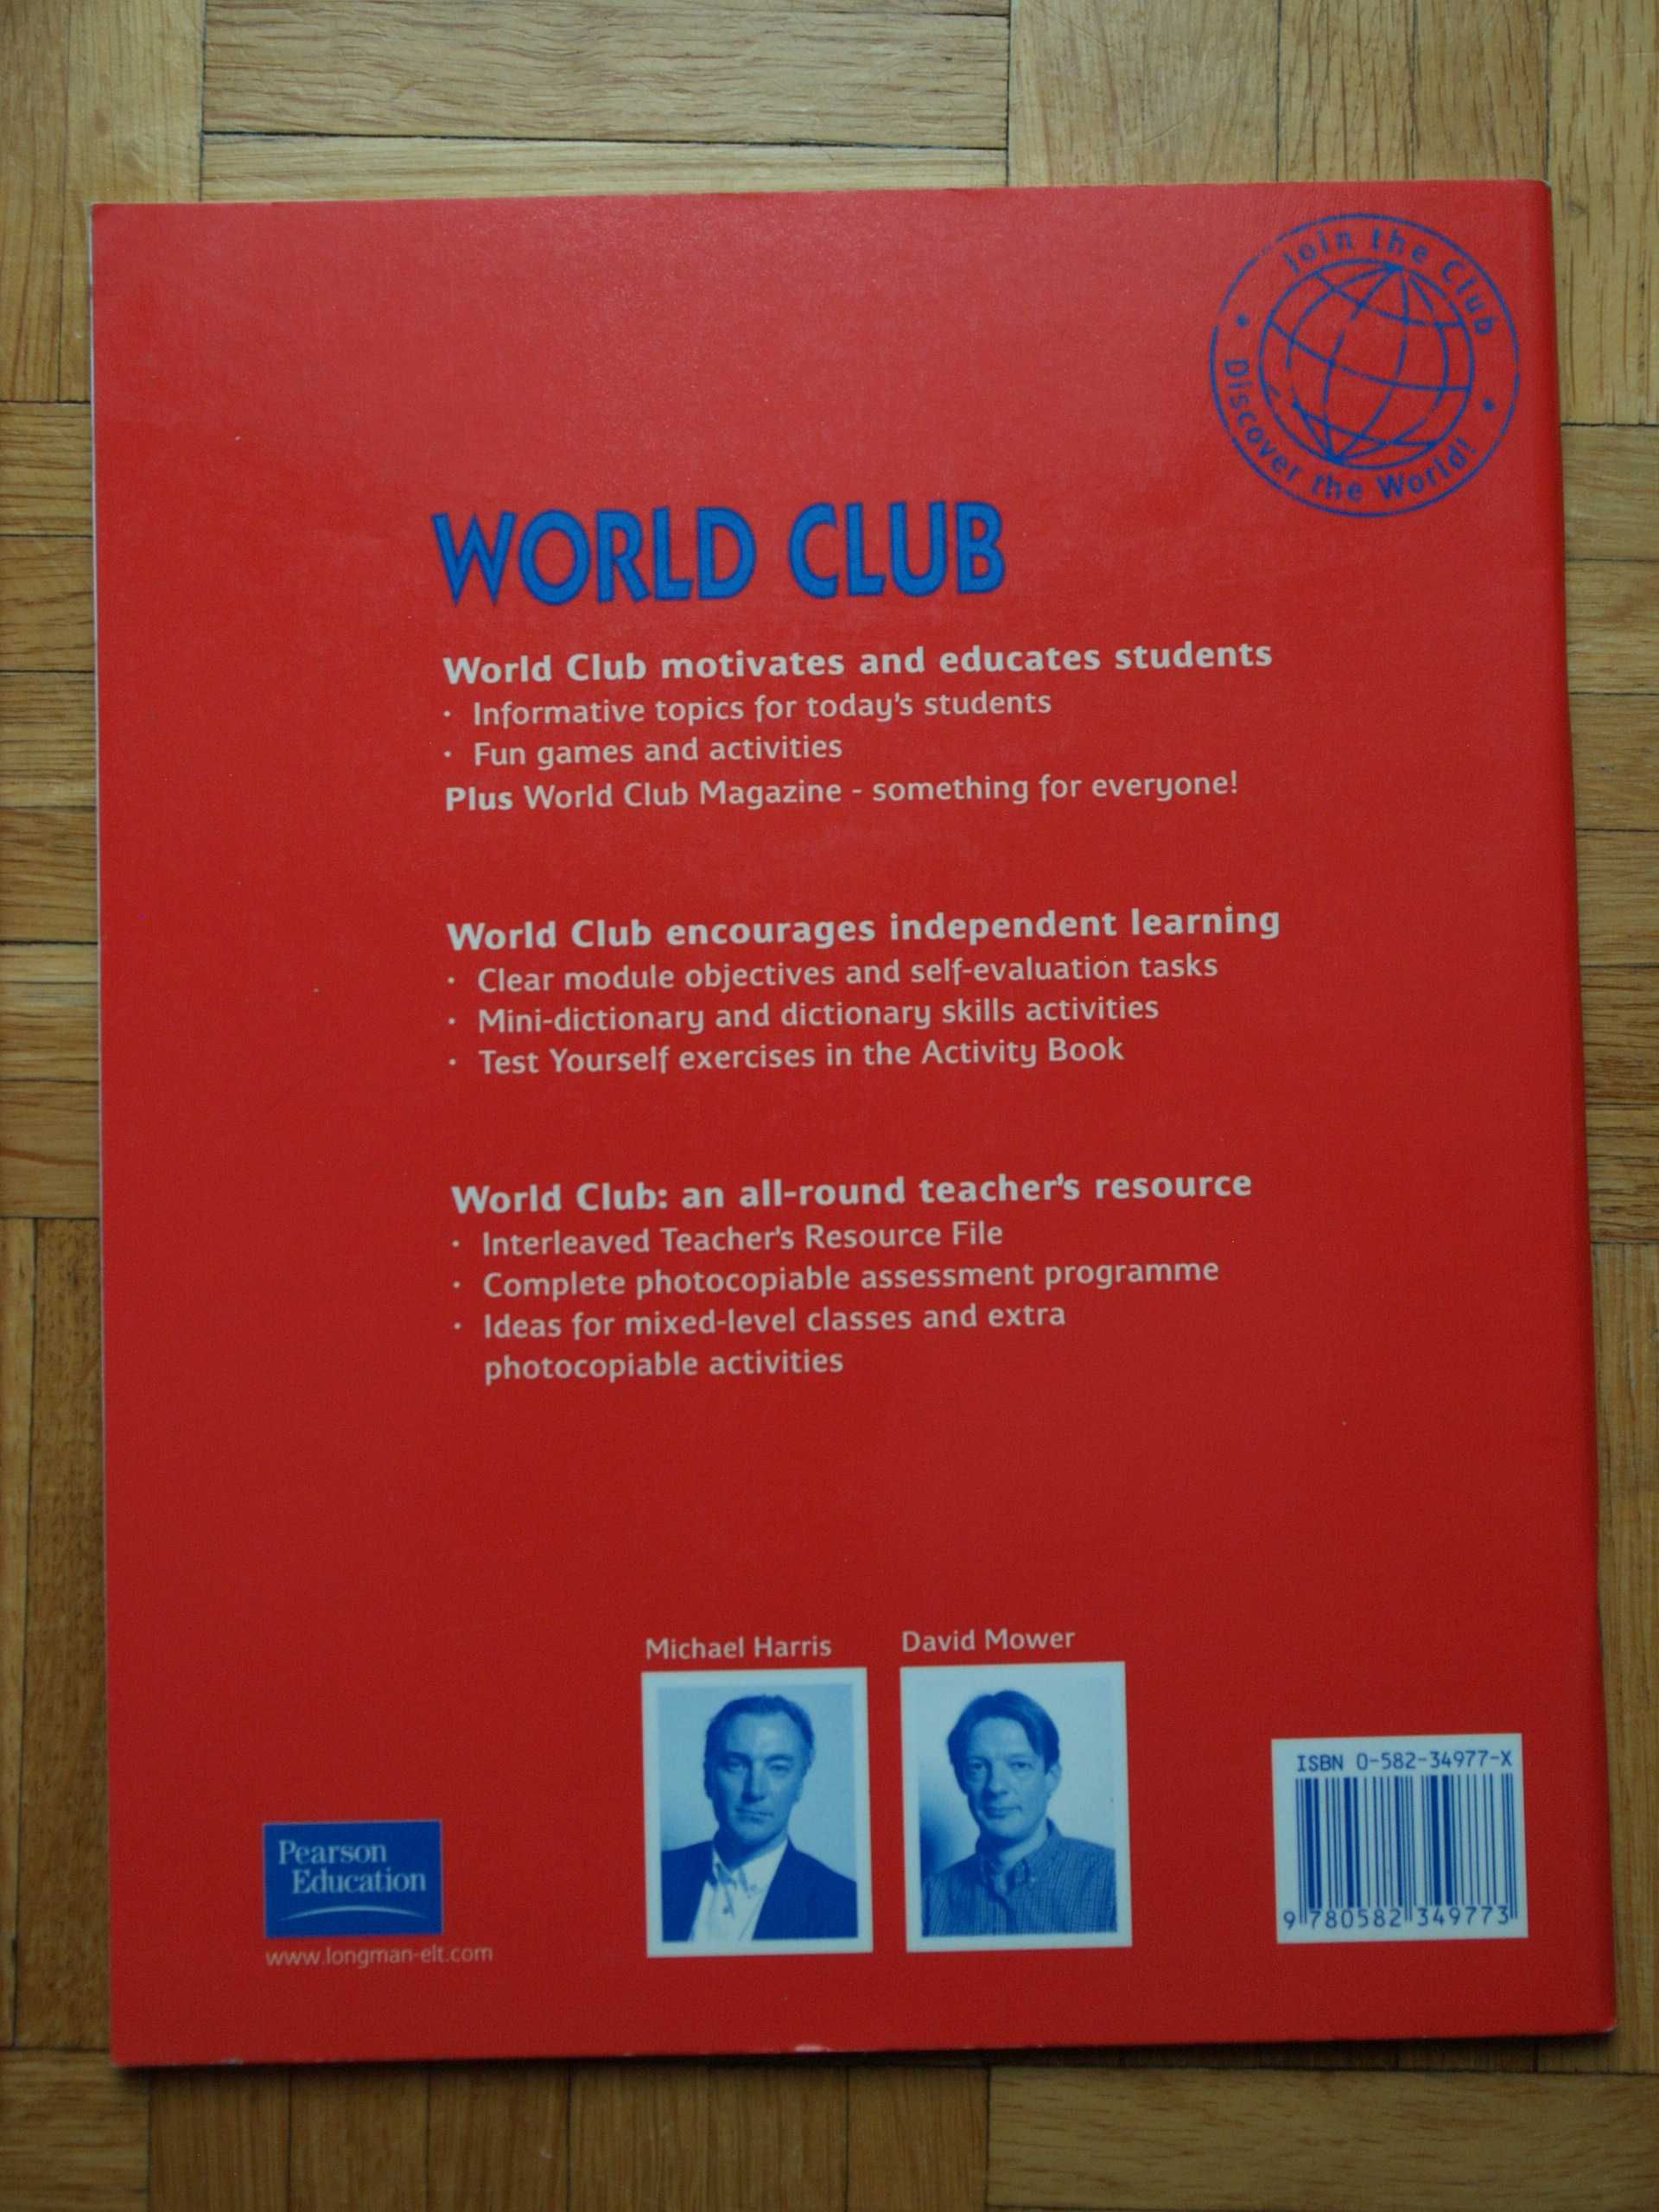 Join the Club
Discover the World!
WORLD CLUB
World Club motivates and educates students
· Informative topics for today's students
· Fun games and activities
Plus World Club Magazine - something for everyone!
World Club encourages independent learning
· Clear module objectives and self-evaluation tasks
· Mini-dictionary and dictionary skills activities
· Test Yourself exercises in the Activity Book
World Club: an all-round teacher's resource
· Interleaved Teacher's Resource File
· Complete photocopiable assessment programme
· Ideas for mixed-level classes and extra
photocopiable activities
Michael Harris
David Mower
Pearson
Education
www.longman-elt.com
ISBN 0-582-34977-X
9 780582 349773